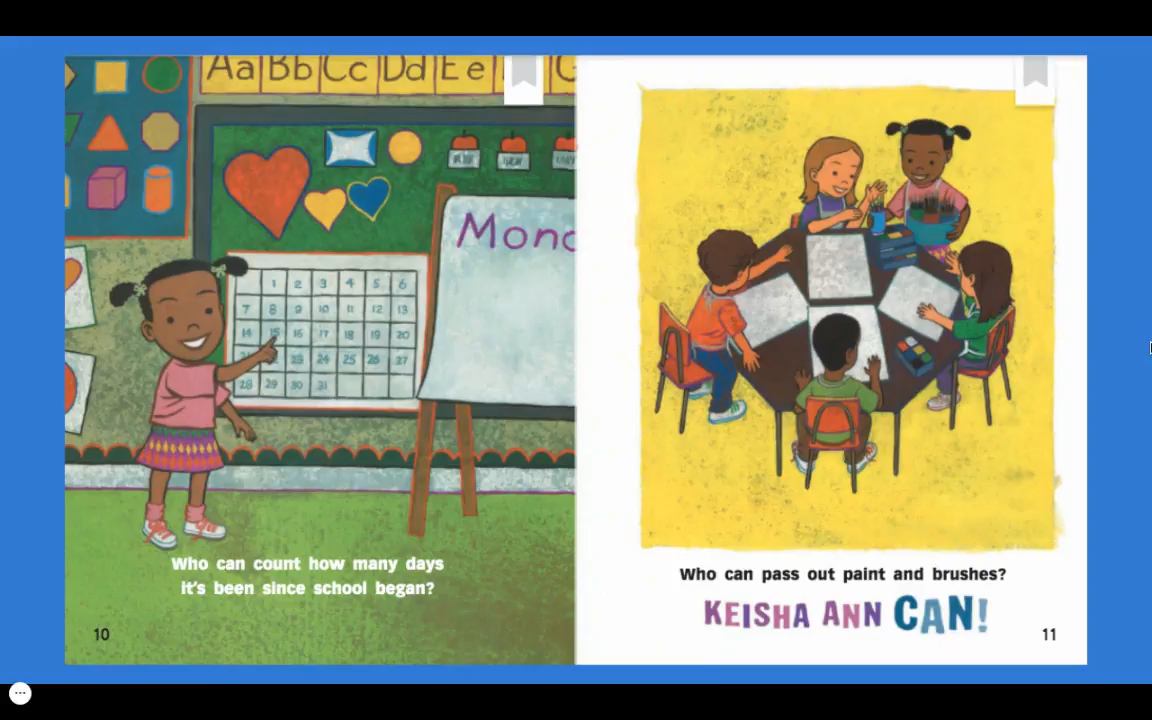 Aa Bb Cc Dd Ee
Mon
1 2 3 4 5 6
7 8 9 10 11 12 13
14 15 16 17 18 19 20
23 24 25 26 27
28 29 30 31
Who can count how many days
it's been since school began?
10
Who can pass out paint and brushes?
KEISHA ANN CAN!
11